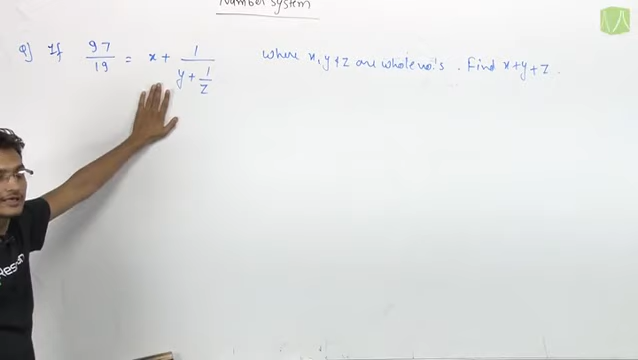 Number System
Q) If 97/19 = x + 1/(y + 1/z) where x, y & z are whole no's. Find x+y+z.